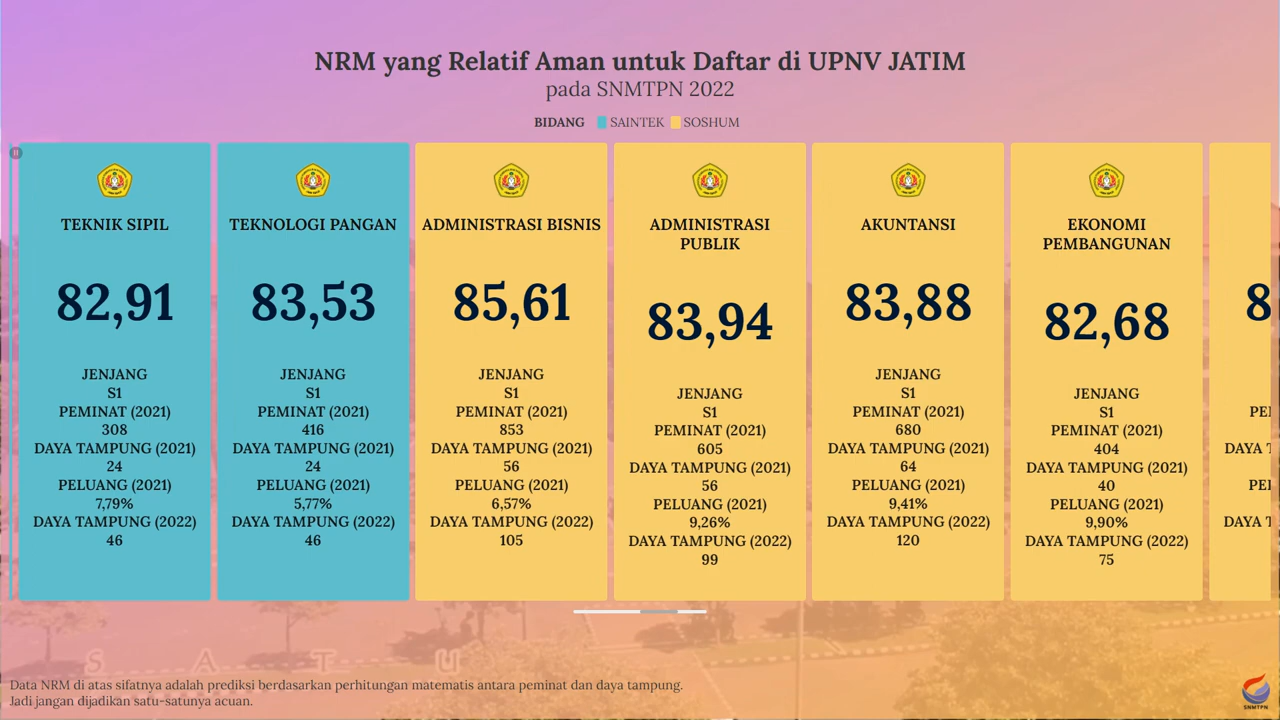 NRM yang Relatif Aman untuk Daftar di UPNV JATIM
pada SNMTPN 2022
BIDANG SAINTEK SOSHUM
TEKNIK SIPIL
82,91
JENJANG
S1
PEMINAT (2021)
308
DAYA TAMPUNG (2021)
24
PELUANG (2021)
7,79%
DAYA TAMPUNG (2022)
46
TEKNOLOGI PANGAN
83,53
JENJANG
S1
PEMINAT (2021)
416
DAYA TAMPUNG (2021)
24
PELUANG (2021)
5,77%
DAYA TAMPUNG (2022)
46
ADMINISTRASI BISNIS
85,61
JENJANG
S1
PEMINAT (2021)
853
DAYA TAMPUNG (2021)
56
PELUANG (2021)
6,57%
DAYA TAMPUNG (2022)
105
ADMINISTRASI
PUBLIK
83,94
JENJANG
S1
PEMINAT (2021)
605
DAYA TAMPUNG (2021)
56
PELUANG (2021)
9,26%
DAYA TAMPUNG (2022)
99
AKUNTANSI
83,88
JENJANG
S1
PEMINAT (2021)
680
DAYA TAMPUNG (2021)
64
PELUANG (2021)
9,41%
DAYA TAMPUNG (2022)
120
EKONOMI
PEMBANGUNAN
82,68
JENJANG
S1
PEMINAT (2021)
404
DAYA TAMPUNG (2021)
40
PELUANG (2021)
9,90%
DAYA TAMPUNG (2022)
75
8
DAYA
DAYA
S A T U
Data NRM di atas sifatnya adalah prediksi berdasarkan perhitungan matematis antara peminat dan daya tampung.
Jadi jangan dijadikan satu-satunya acuan.
SNMTPN